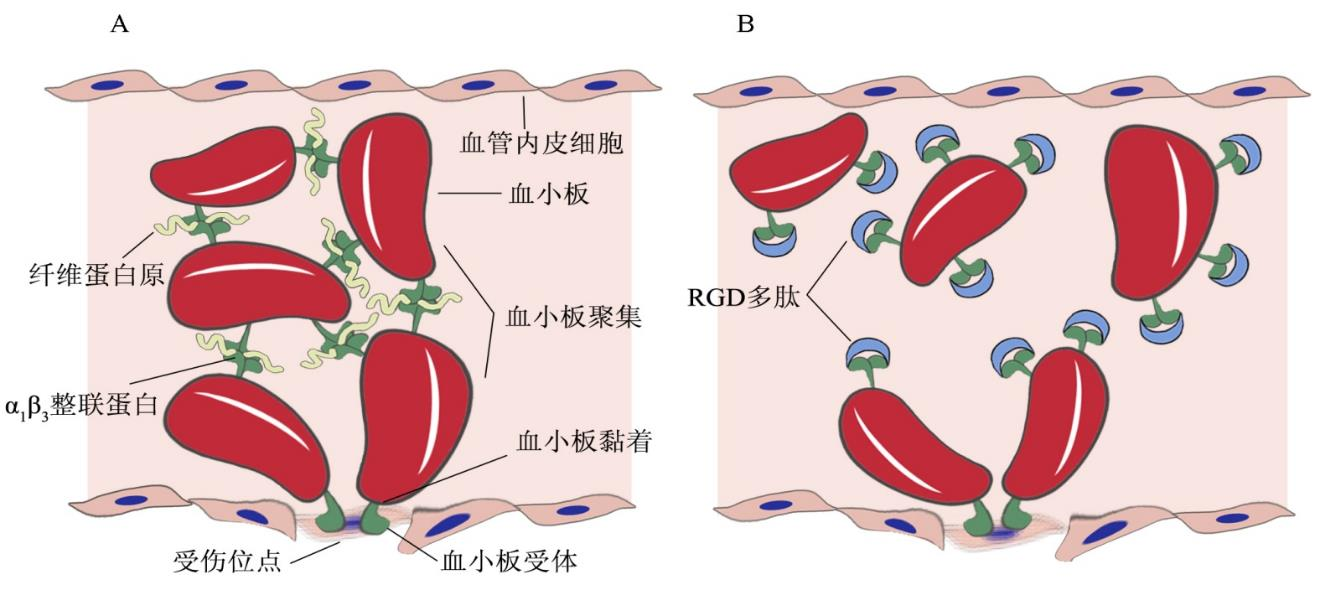 A
B
血管内皮细胞
血小板
纤维蛋白原
血小板聚集
RGD多肽
α₁β₃整联蛋白
血小板黏着
受伤位点
血小板受体